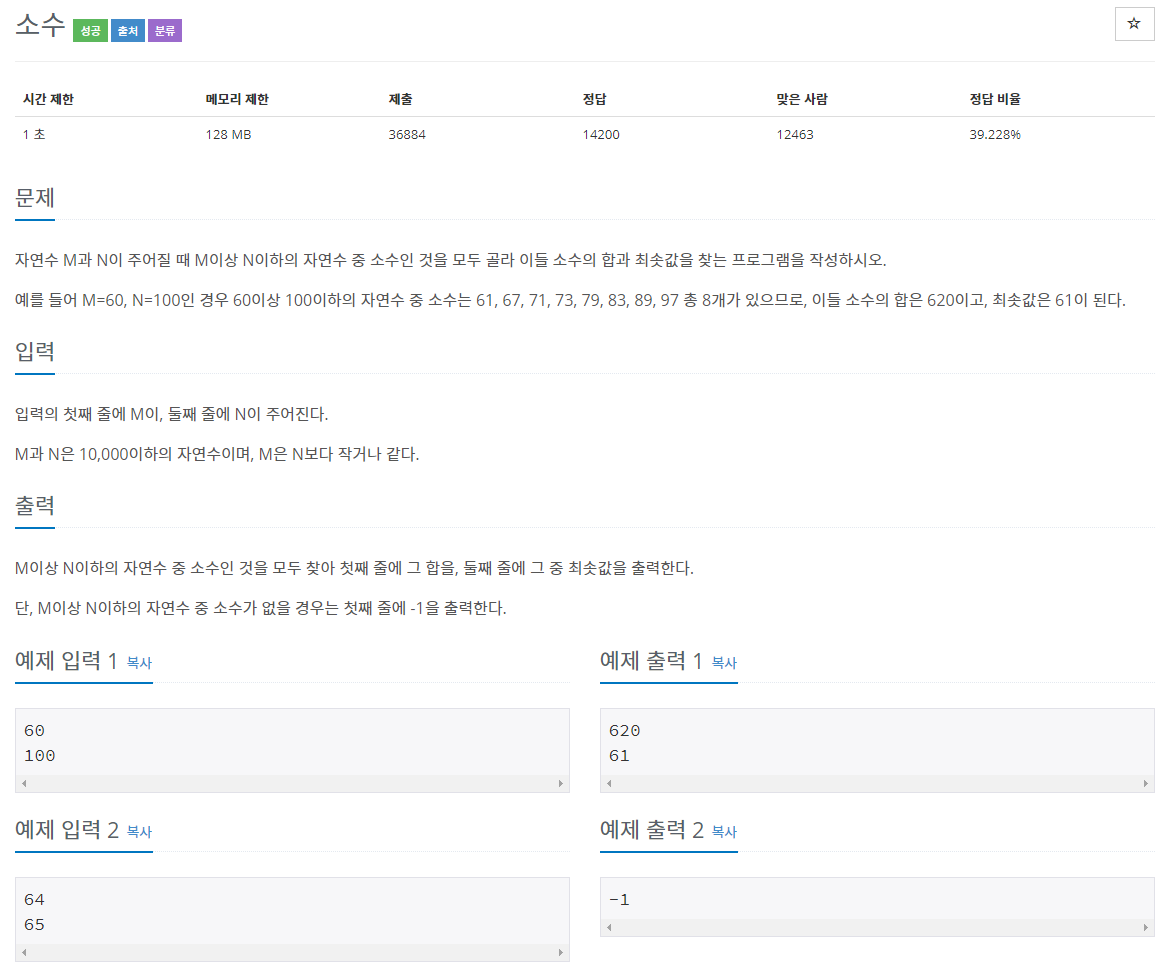 소수 성공 출처 분류 ☆
시간 제한 메모리 제한 제출 정답 맞은 사람 정답 비율
1 초 128 MB 36884 14200 12463 39.228%
문제
자연수 M과 N이 주어질 때 M이상 N이하의 자연수 중 소수인 것을 모두 골라 이들 소수의 합과 최솟값을 찾는 프로그램을 작성하시오.
예를 들어 M=60, N=100인 경우 60이상 100이하의 자연수 중 소수는 61, 67, 71, 73, 79, 83, 89, 97 총 8개가 있으므로, 이들 소수의 합은 620이고, 최솟값은 61이 된다.
입력
입력의 첫째 줄에 M이, 둘째 줄에 N이 주어진다.
M과 N은 10,000이하의 자연수이며, M은 N보다 작거나 같다.
출력
M이상 N이하의 자연수 중 소수인 것을 모두 찾아 첫째 줄에 그 합을, 둘째 줄에 그 중 최솟값을 출력한다.
단, M이상 N이하의 자연수 중 소수가 없을 경우는 첫째 줄에 -1을 출력한다.
예제 입력 1 복사
60
100
예제 출력 1 복사
620
61
예제 입력 2 복사
64
65
예제 출력 2 복사
-1